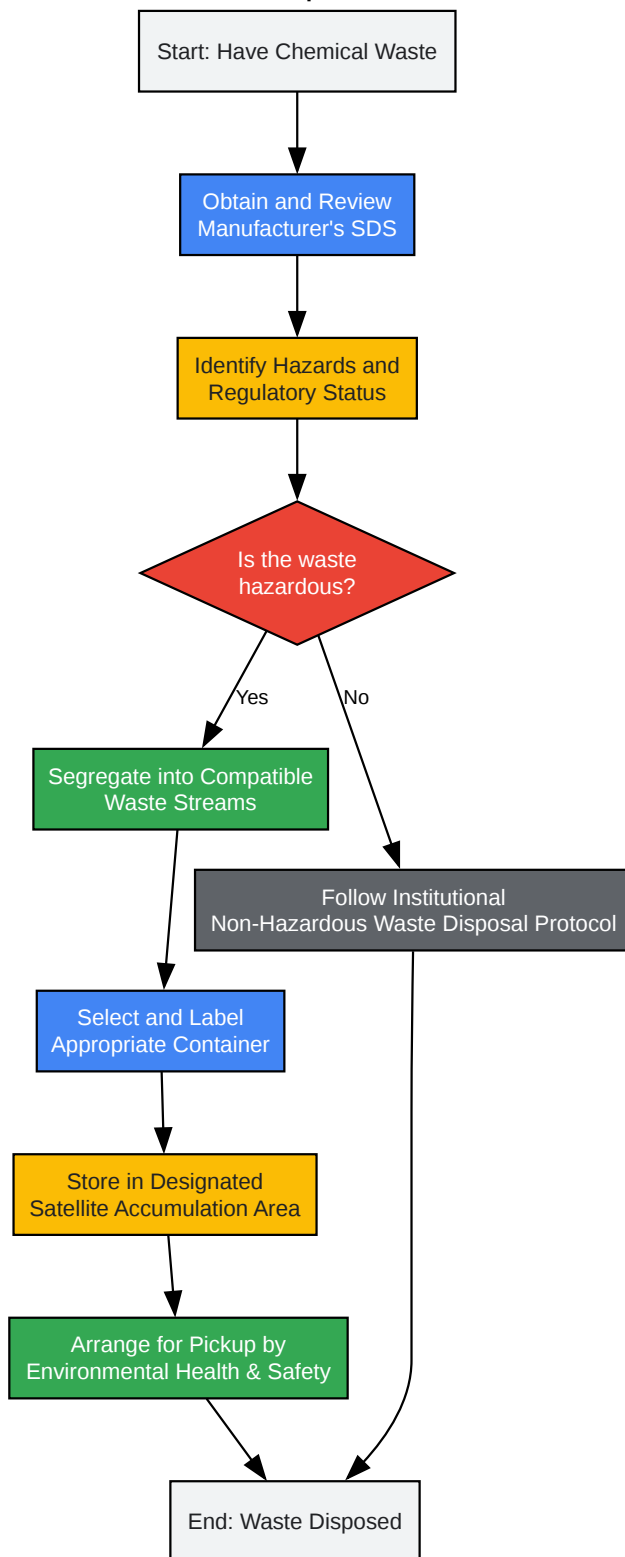 Start: Have Chemical Waste
Obtain and Review
Manufacturer's SDS
Identify Hazards and
Regulatory Status
Is the waste
hazardous?
Yes
No
Segregate into Compatible
Waste Streams
Follow Institutional
Non-Hazardous Waste Disposal Protocol
Select and Label
Appropriate Container
Store in Designated
Satellite Accumulation Area
Arrange for Pickup by
Environmental Health & Safety
End: Waste Disposed